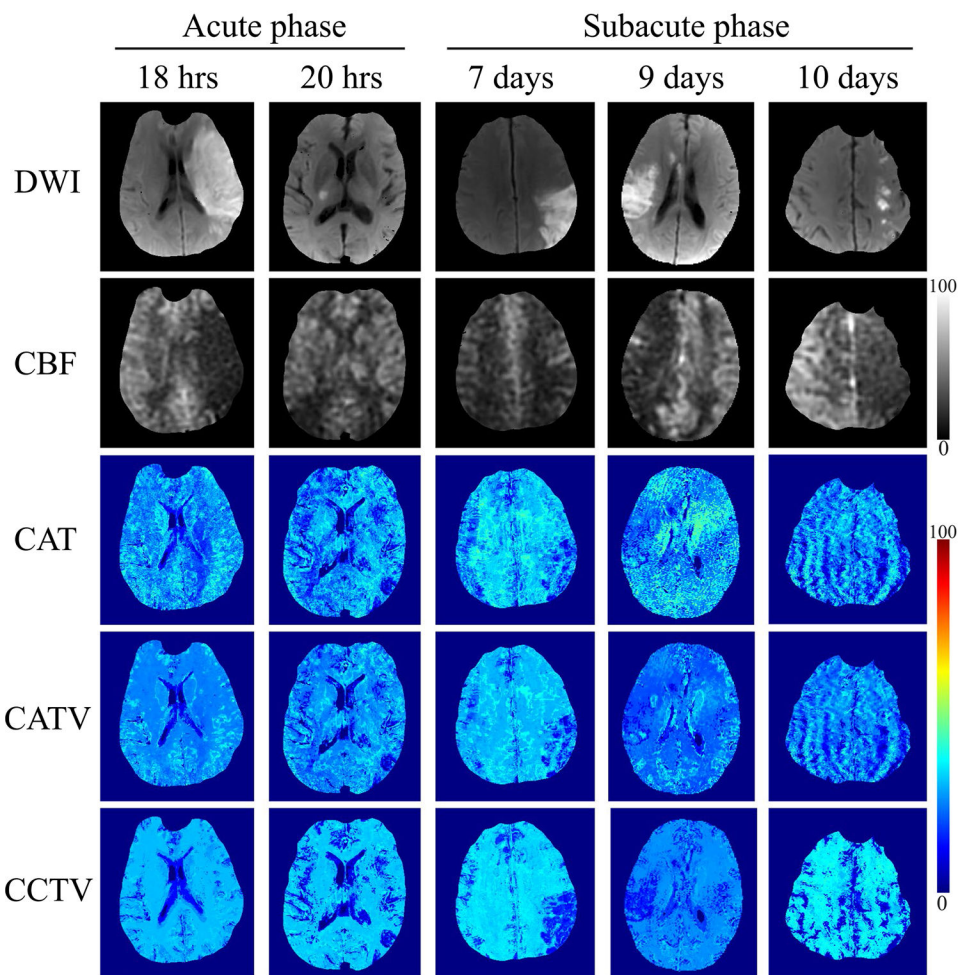 Acute phase Subacute phase
18 hrs 20 hrs 7 days 9 days 10 days
DWI
CBF
100
0
CAT
100
CATV
CCTV
0